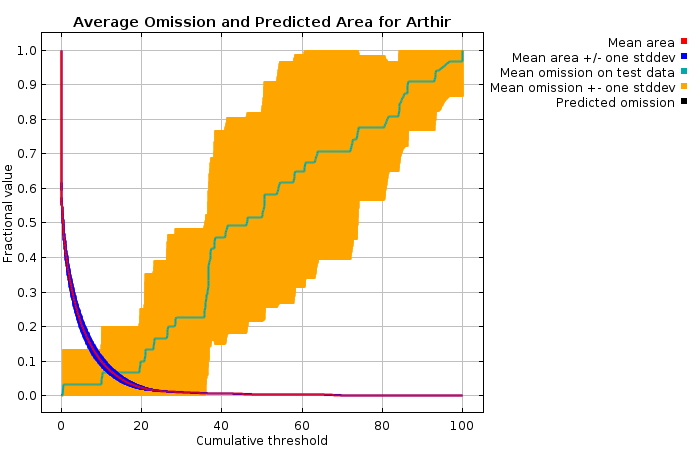 Average Omission and Predicted Area for Arthir
Mean area
Mean area +/- one stddev
Mean omission on test data
Mean omission +- one stddev
Predicted omission
Fractional value
1.0
0.9
0.8
0.7
0.6
0.5
0.4
0.3
0.2
0.1
0.0
0 20 40 60 80 100
Cumulative threshold